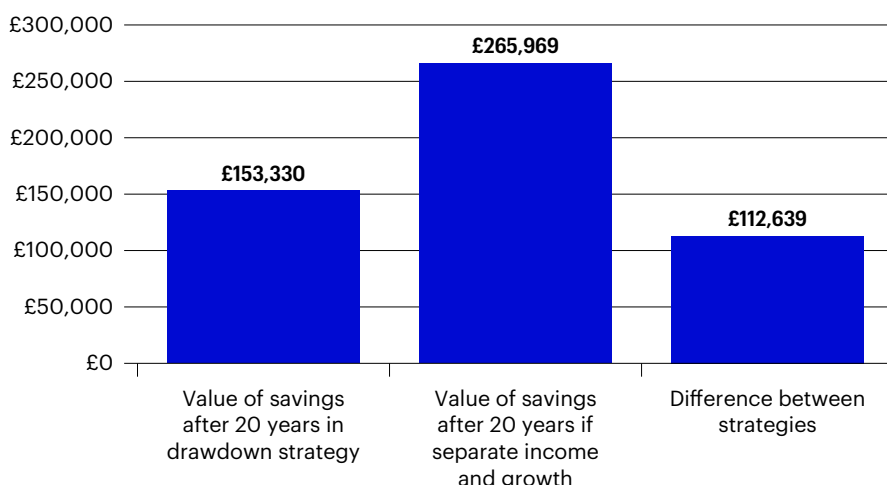 £300,000
£250,000
£200,000
£150,000
£100,000
£50,000
£0
£153,330
£265,969
£112,639
Value of savings
after 20 years in
drawdown strategy
Value of savings
after 20 years if
separate income
and growth
Difference between
strategies